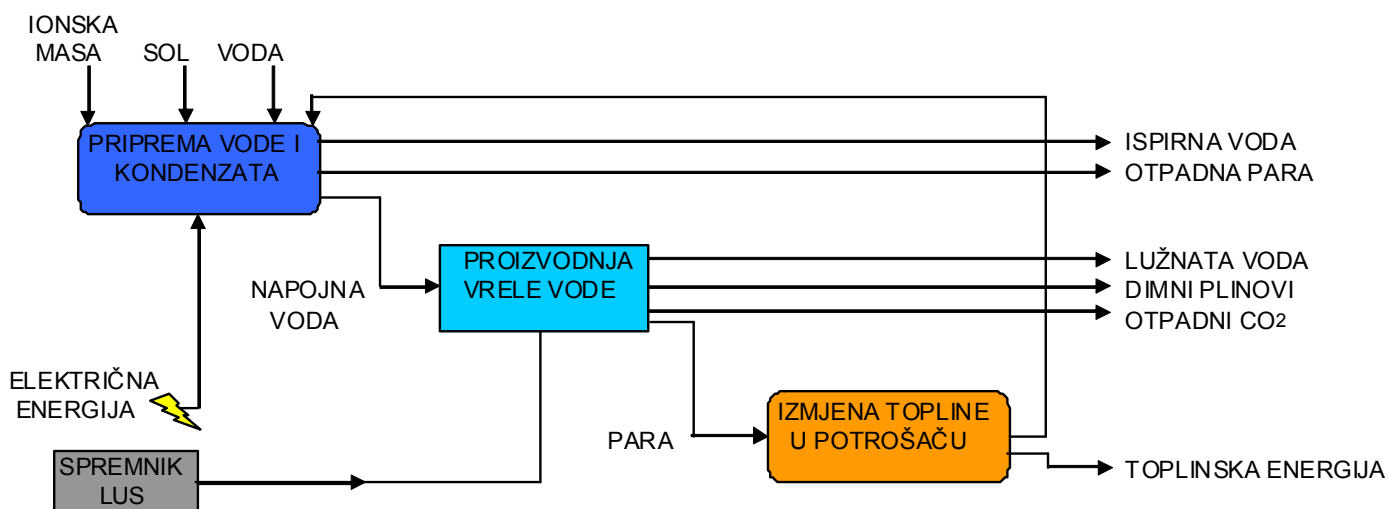 IONSKA
MASA
SOL
VODA
PRIPREMA VODE I
KONDENZATA
ISPIRNA VODA
OTPADNA PARA
PROIZVODNJA
VRELE VODE
LUŽNATA VODA
DIMNI PLINOVI
OTPADNI CO2
NAPOJNA
VODA
ELEKTRIČNA
ENERGIJA
IZMJENA TOPLINE
U POTROŠAČU
PARA
SPREMNIK
LUS
TOPLINSKA ENERGIJA